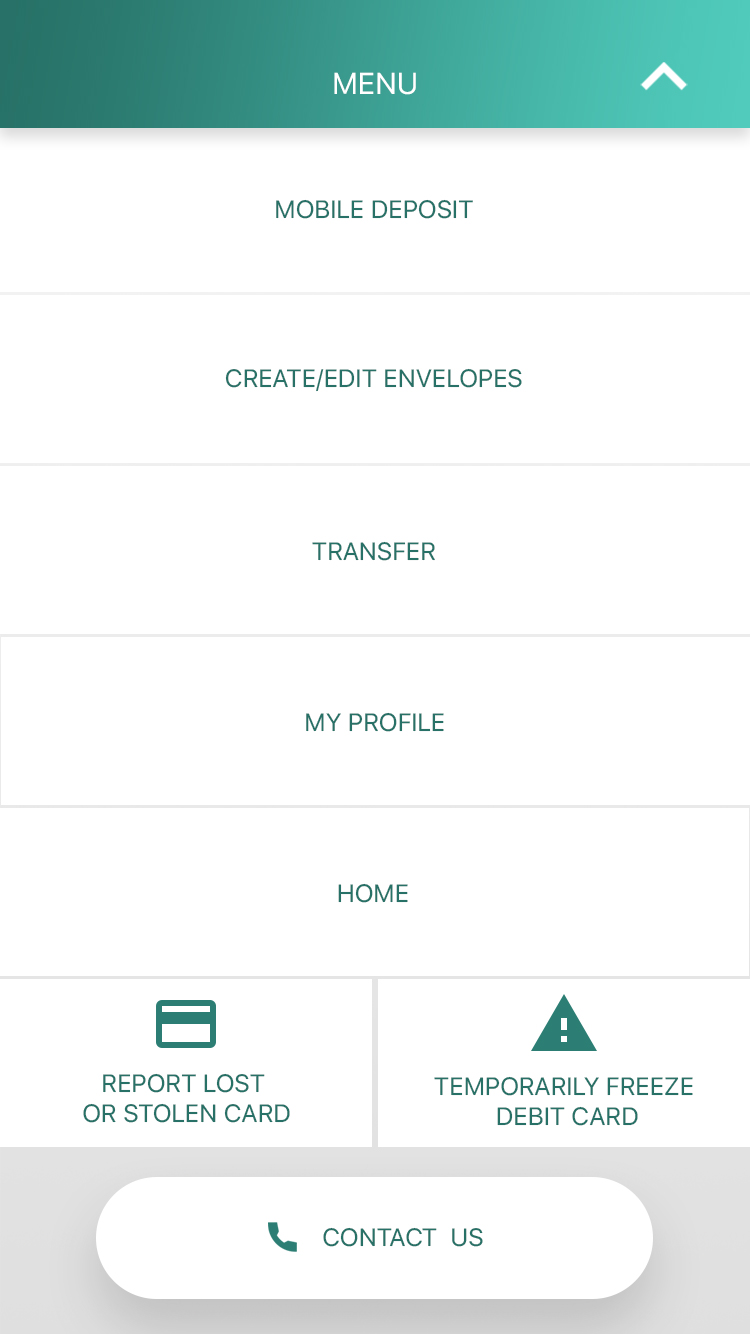 MENU
MOBILE DEPOSIT
CREATE/EDIT ENVELOPES
TRANSFER
MY PROFILE
HOME
REPORT LOST
OR STOLEN CARD
TEMPORARILY FREEZE
DEBIT CARD
CONTACT US